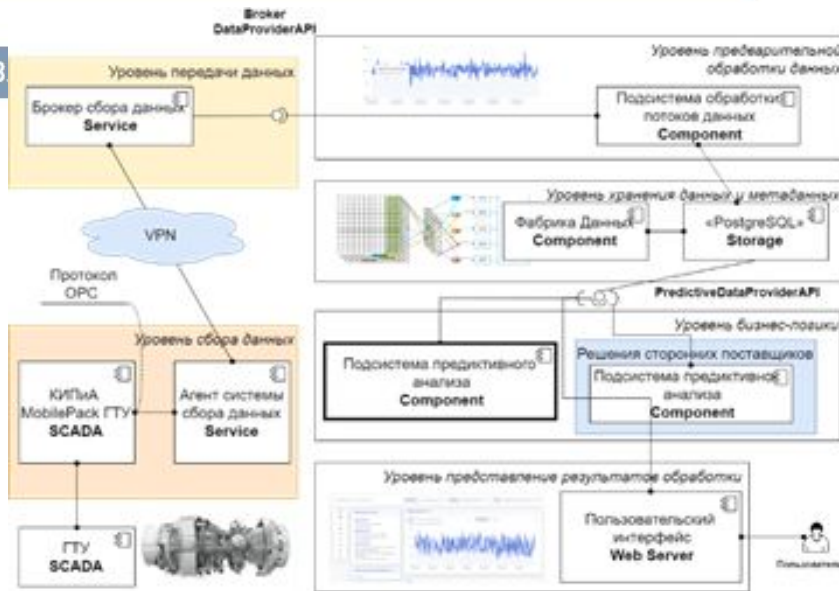 Broker
DataProviderAPI
3
Уровень передачи данных
Брокер сбора данных
Service
VPN
Протокол
OPC
Уровень сбора данных
КИПиА
MobilePack ГТУ
SCADA
Агент системы
сбора данных
Service
ГТУ
SCADA
Уровень предварительной
обработки данных
Подсистема обработки
потоков данных
Component
Уровень хранения данных и метаданных
Фабрика Данных
Component
«PostgreSQL»
Storage
PredictiveDataProviderAPI
Уровень бизнес-логики
Подсистема предиктивного
анализа
Component
Решения сторонних поставщиков
Подсистема предиктивног
анализа
Component
Уровень представление результатов обработки
Пользовательский
интерфейс
Web Server
Пользователь